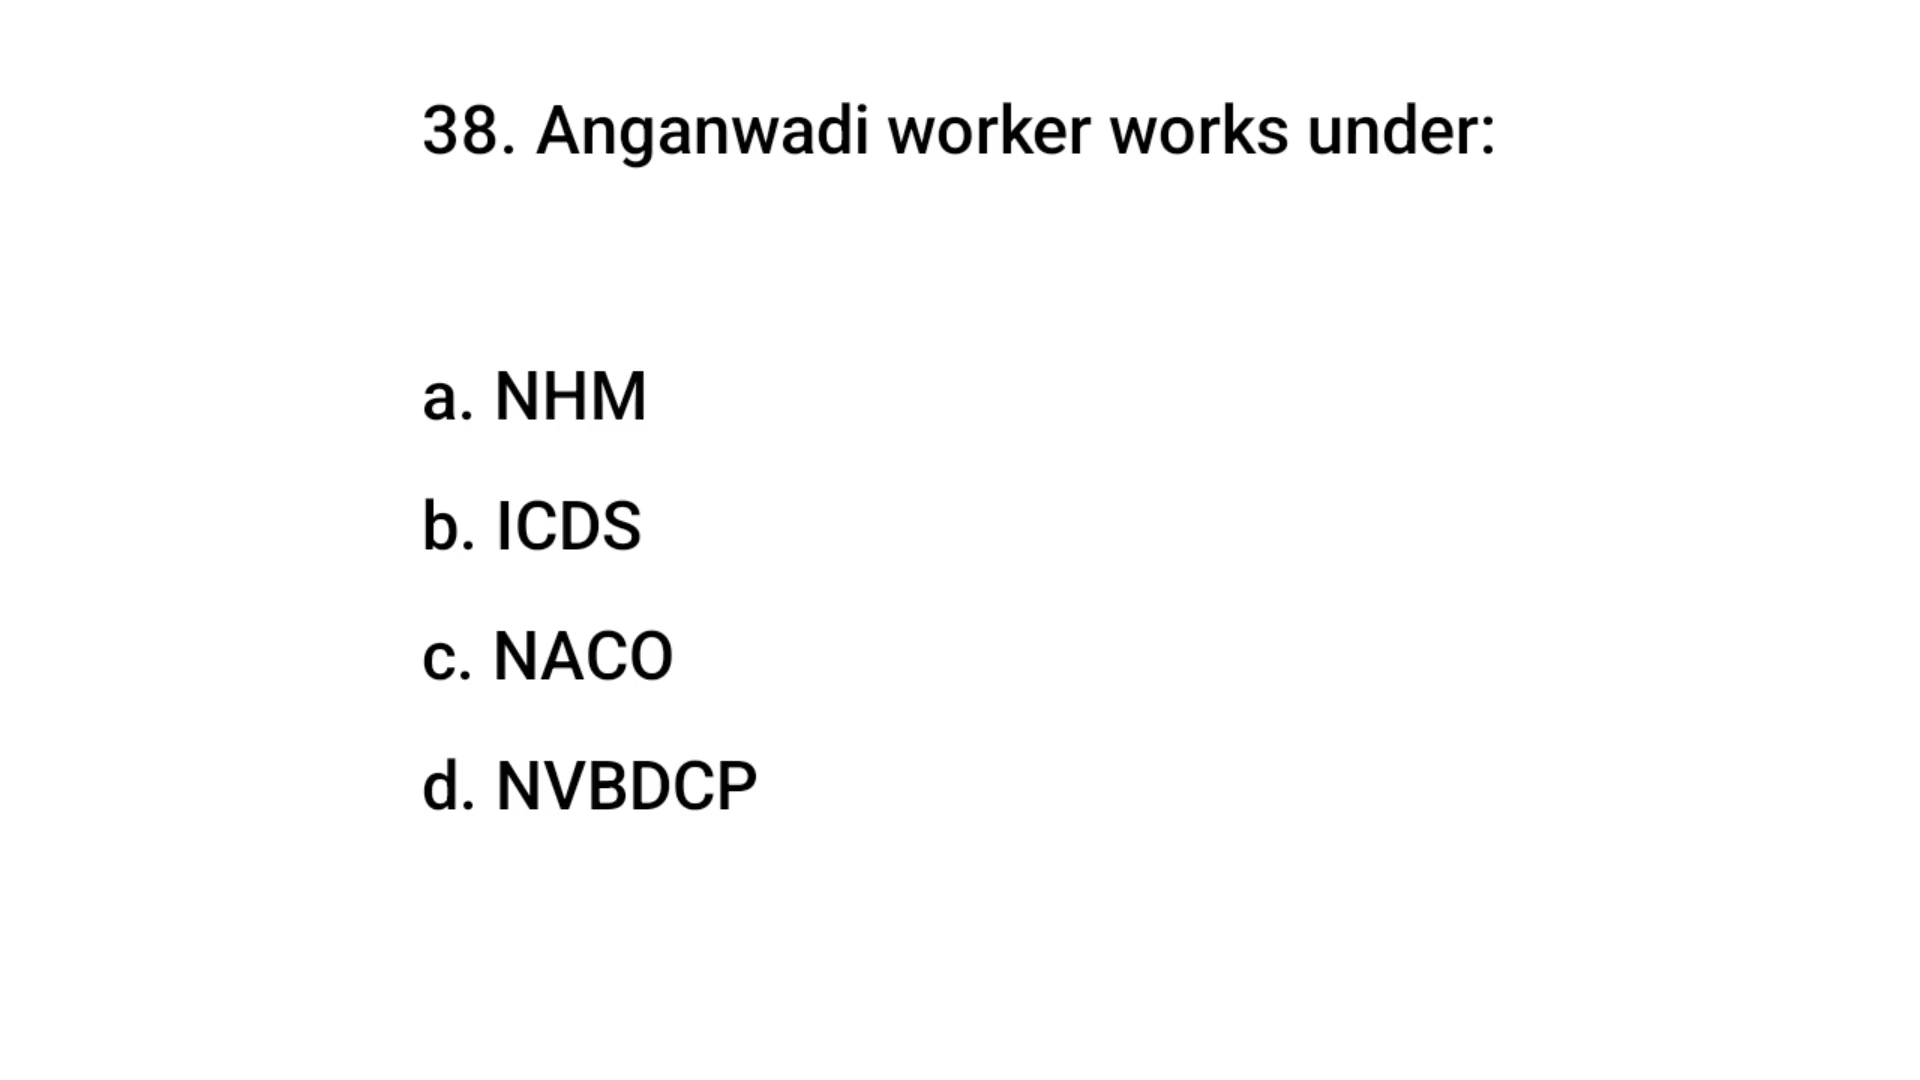 38. Anganwadi worker works under:
a. NHM
b. ICDS
c. NACO
d. NVBDCP